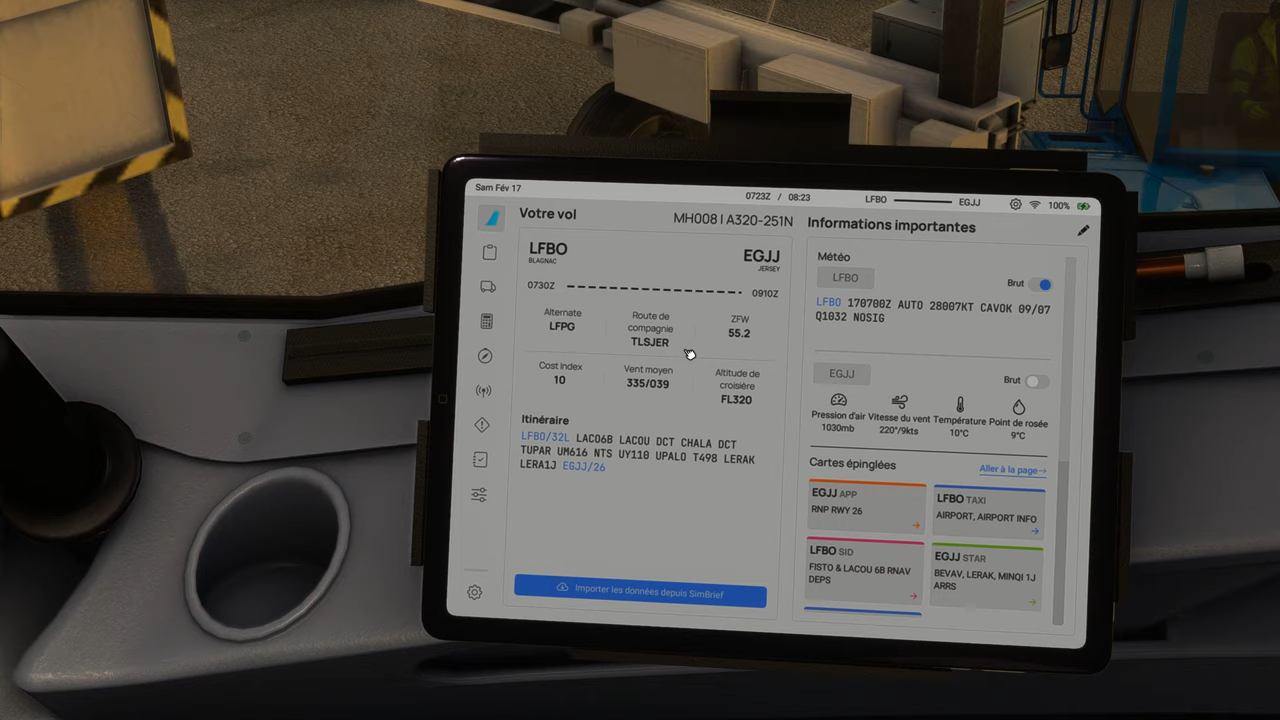 Sam Fév 17
0723Z / 08:23
LFBO
EGJJ
100%
Votre vol
MH008 | A320-251N
LFBO
BLAGNAC
EGJJ
JERSEY
0730Z
0910Z
Alternate
LFPG
Route de
compagnie
TLSJER
ZFW
55.2
Cost Index
10
Vent moyen
335/039
Altitude de
croisière
FL320
Itinéraire
LFBO/32L LACO6B LACOU DCT CHALA DCT
TUPAR UM616 NTS UY110 UPALO T498 LERAK
LERA1J EGJJ/26
Importer les données depuis SimBrief
Informations importantes
Météo
LFBO
Brut
LFBO 170700Z AUTO 28007KT CAVOK 09/07
Q1032 NOSIG
EGJJ
Brut
Pression d'air
1030mb
Vitesse du vent
220°/9kts
Température
10°C
Point de rosée
9°C
Cartes épinglées
Aller à la page→
EGJJ APP
RNP RWY 26
LFBO TAXI
AIRPORT, AIRPORT INFO
LFBO SID
FISTO & LACOU 6B RNAV
DEPS
EGJJ STAR
BEVAV, LERAK, MINQI 1J
ARRS